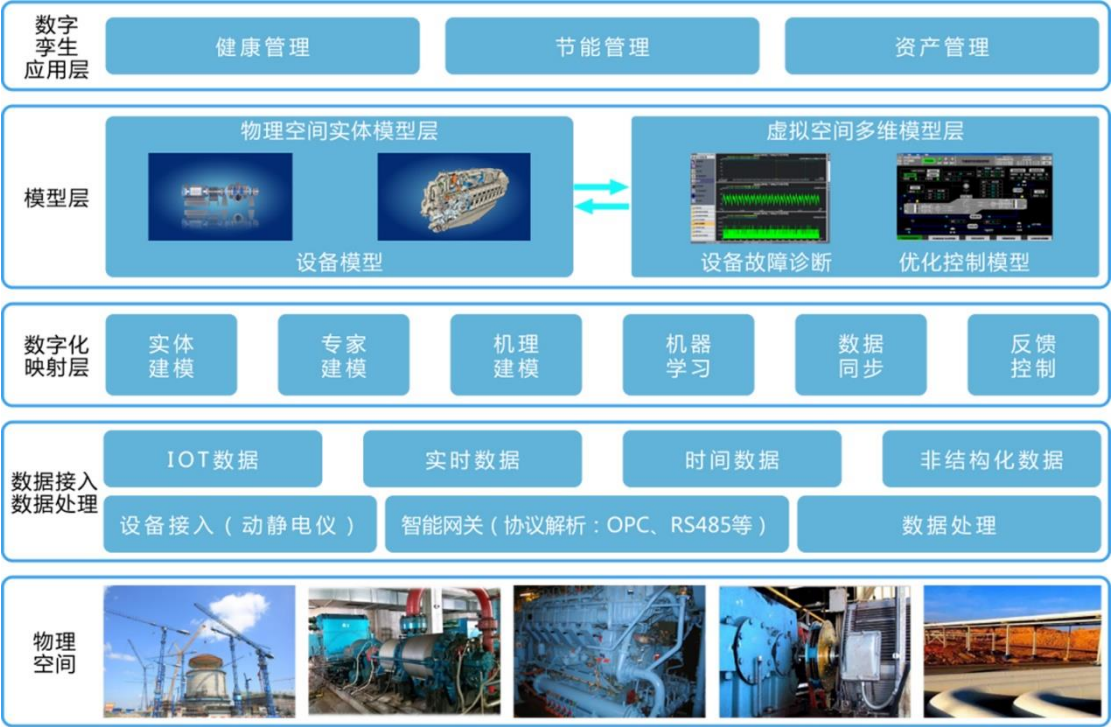 数字
孪生
应用层
健康管理
节能管理
资产管理
模型层
物理空间实体模型层
设备模型
虚拟空间多维模型层
设备故障诊断
优化控制模型
数字化
映射层
实体
建模
专家
建模
机理
建模
机器
学习
数据
同步
反馈
控制
数据接入
数据处理
IOT数据
实时数据
时间数据
非结构化数据
设备接入（动静电仪）
智能网关（协议解析：OPC、RS485等）
数据处理
物理
空间